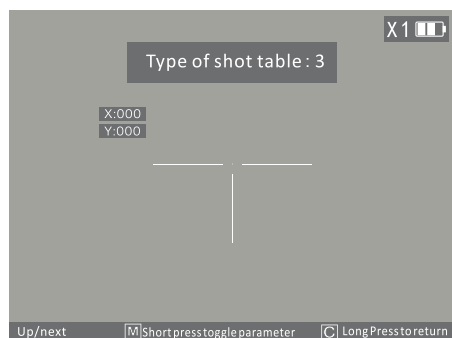 X1
Type of shot table: 3
X:000
Y:000
Up/next M Short press toggle parameter C Long Press to return